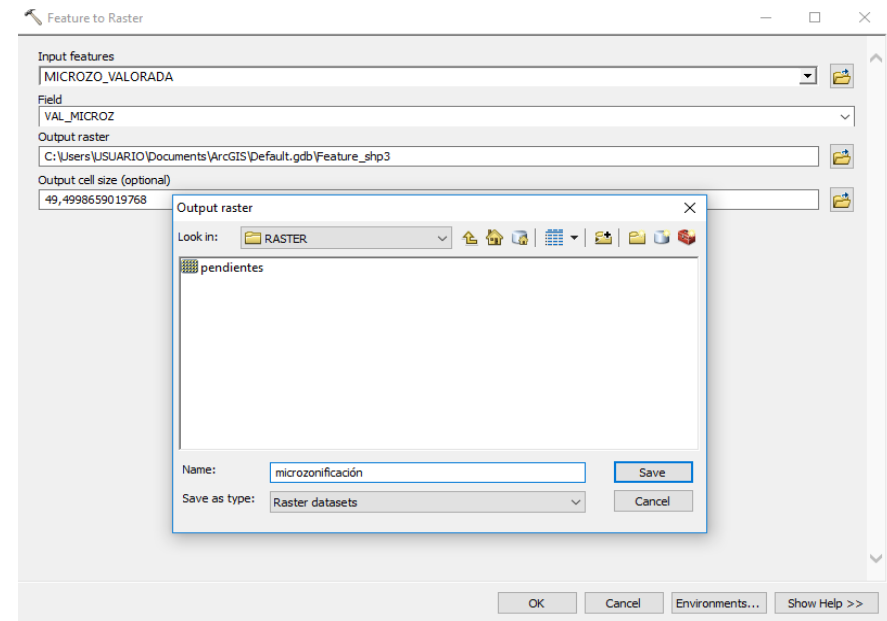 Feature to Raster
Input features
MICROZO_VALORADA
Field
VAL_MICROZ
Output raster
C:\Users\USUARIO\Documents\ArcGIS\Default.gdb\Feature_shp3
Output cell size (optional)
49,4998659019768
Output raster
Look in:
RASTER
pendientes
Name:
microzonificación
Save
Save as type:
Raster datasets
Cancel
OK
Cancel
Environments...
Show Help >>